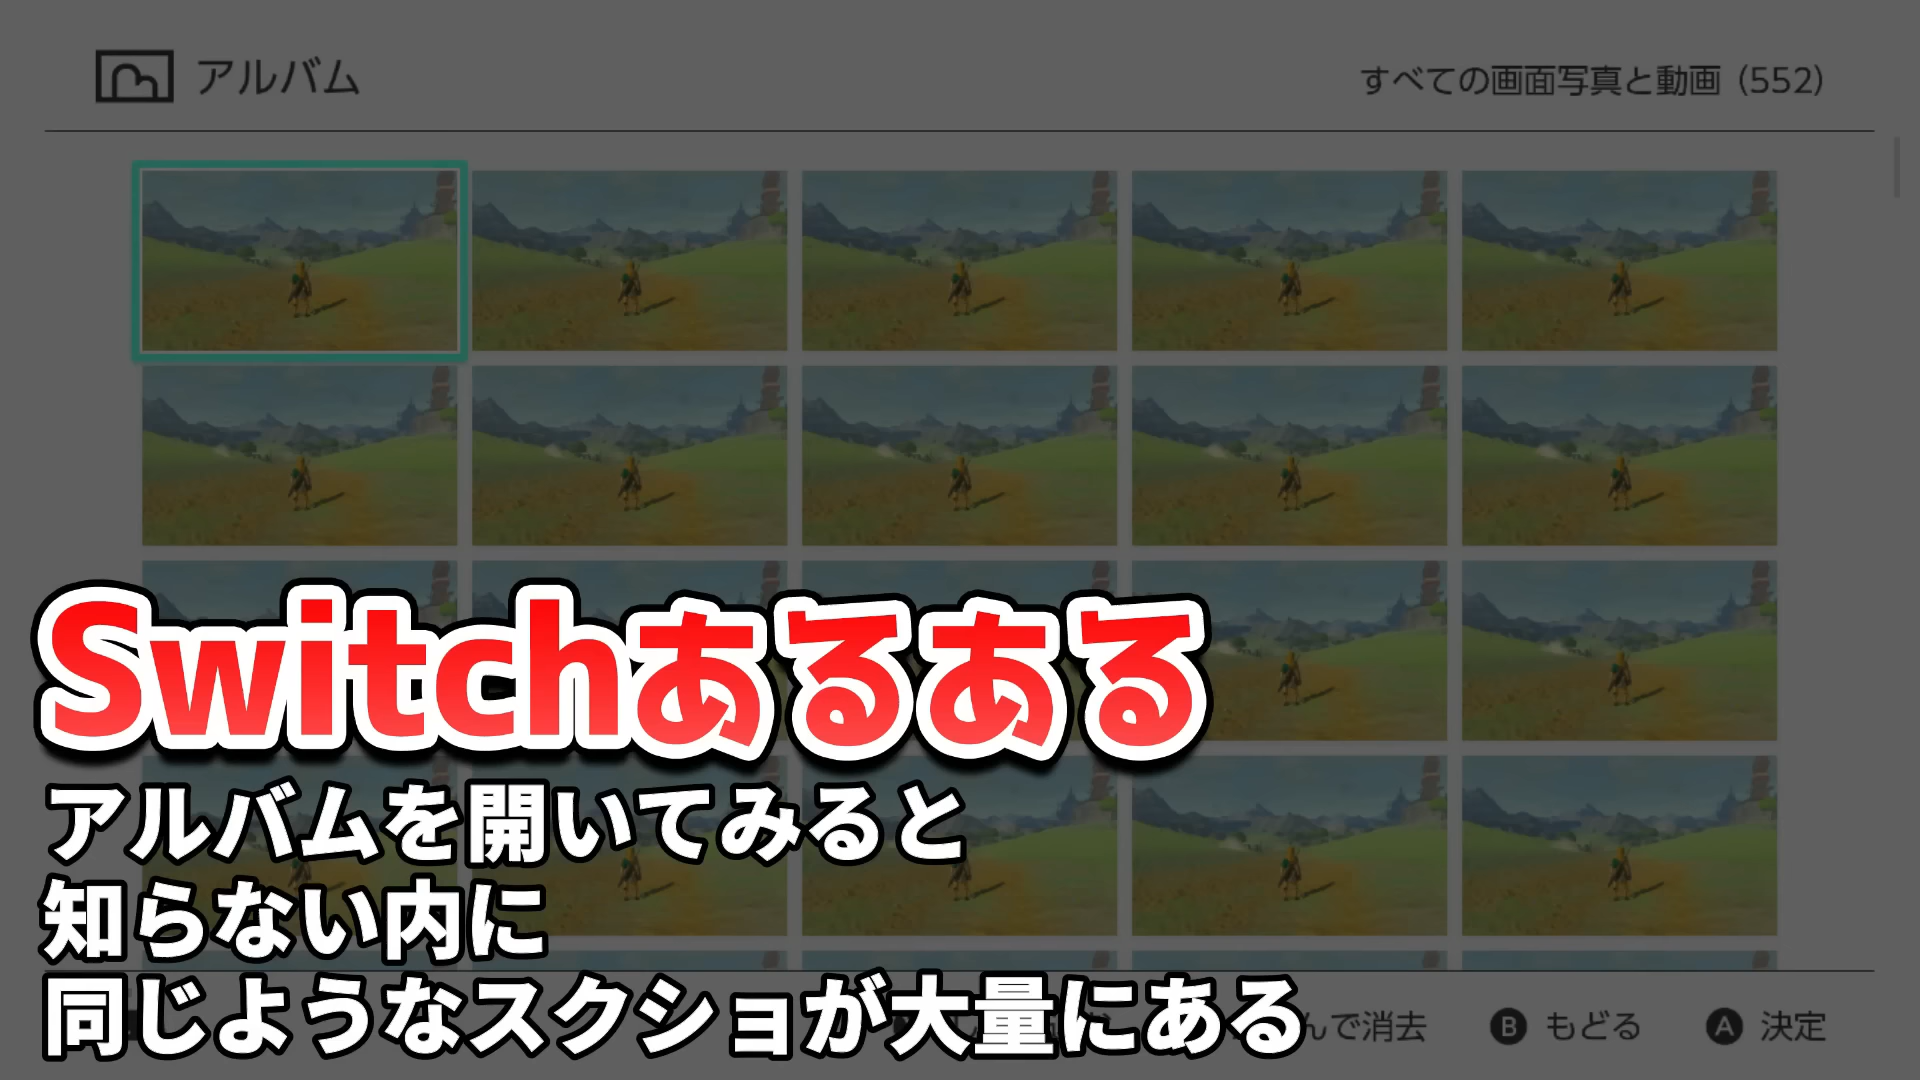 アルバム
すべての画面写真と動画 (552)
Switchあるある
アルバムを開いてみると
知らない内に
同じようなスクショが大量にある
んで消去
B もどる
A 決定